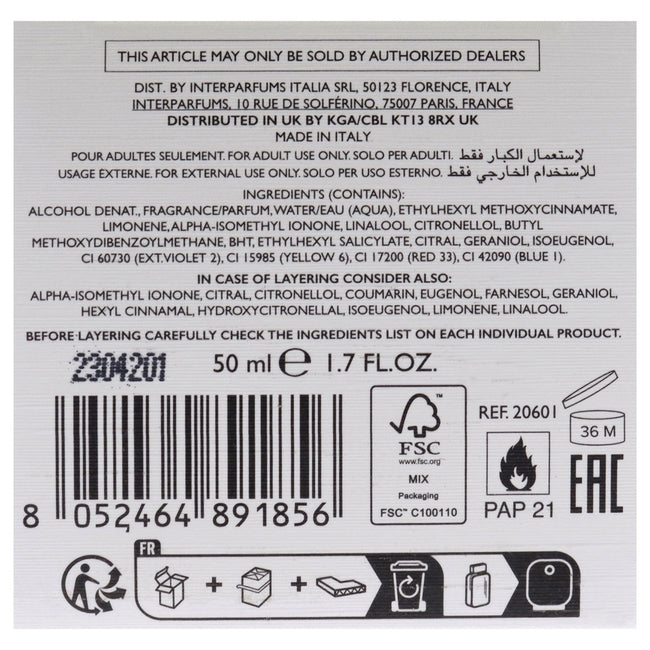 THIS ARTICLE MAY ONLY BE SOLD BY AUTHORIZED DEALERS
DIST. BY INTERPARFUMS ITALIA SRL, 50123 FLORENCE, ITALY
INTERPARFUMS, 10 RUE DE SOLFÉRINO, 75007 PARIS, FRANCE
DISTRIBUTED IN UK BY KGA/CBL KT13 8RX UK
MADE IN ITALY
POUR ADULTES SEULEMENT. FOR ADULT USE ONLY. SOLO PER ADULTI. لإستعمال الكبار فقط
USAGE EXTERNE. FOR EXTERNAL USE ONLY. SOLO PER USO ESTERNO. للإستخدام الخارجي فقط
INGREDIENTS (CONTAINS):
ALCOHOL DENAT., FRAGRANCE/PARFUM, WATER/EAU (AQUA), ETHYLHEXYL METHOXYCINNAMATE,
LIMONENE, ALPHA-ISOMETHYL IONONE, LINALOOL, CITRONELLOL, BUTYL
METHOXYDIBENZOYLMETHANE, BHT, ETHYLHEXYL SALICYLATE, CITRAL, GERANIOL, ISOEUGENOL,
CI 60730 (EXT.VIOLET 2), CI 15985 (YELLOW 6), CI 17200 (RED 33), CI 42090 (BLUE 1).
IN CASE OF LAYERING CONSIDER ALSO:
ALPHA-ISOMETHYL IONONE, CITRAL, CITRONELLOL, COUMARIN, EUGENOL, FARNESOL, GERANIOL,
HEXYL CINNAMAL, HYDROXYCITRONELLAL, ISOEUGENOL, LIMONENE, LINALOOL.
BEFORE LAYERING CAREFULLY CHECK THE INGREDIENTS LIST ON EACH INDIVIDUAL PRODUCT.
2304201
50 ml ℮ 1.7 FL.OZ.
FSC™
www.fsc.org
MIX
Packaging
FSC™ C100110
REF. 20601
PAP 21
36 M
EAC
8 052464 891856
FR